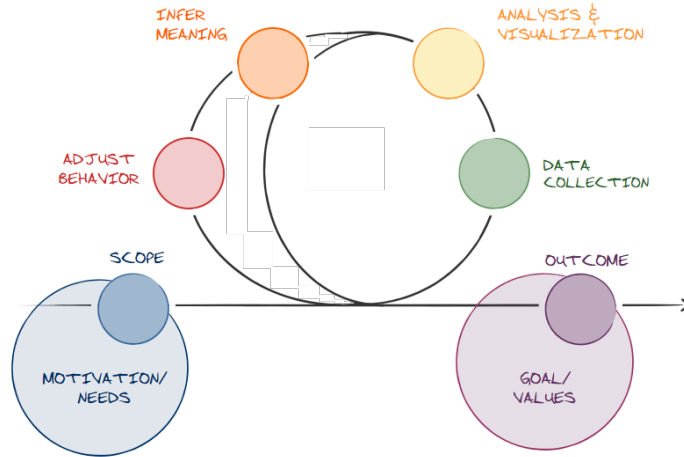 INFER
MEANING
ANALYSIS &
VISUALIZATION
ADJUST
BEHAVIOR
DATA
COLLECTION
SCOPE
OUTCOME
MOTIVATION/
NEEDS
GOAL/
VALUES